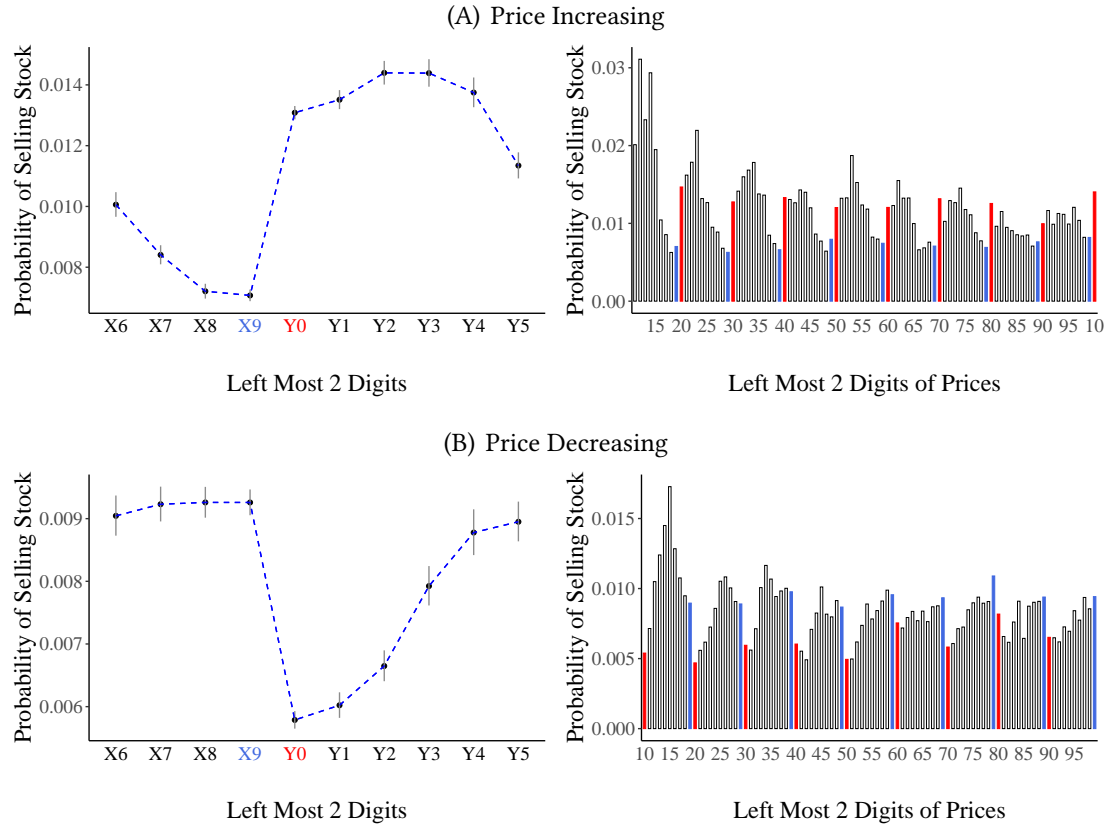 (A) Price Increasing
Probability of Selling Stock
0.014
0.012
0.010
0.008
X6 X7 X8 X9 Y0 Y1 Y2 Y3 Y4 Y5
Left Most 2 Digits
Probability of Selling Stock
0.03
0.02
0.01
0.00
15 20 25 30 35 40 45 50 55 60 65 70 75 80 85 90 95 10
Left Most 2 Digits of Prices
(B) Price Decreasing
Probability of Selling Stock
0.009
0.008
0.007
0.006
X6 X7 X8 X9 Y0 Y1 Y2 Y3 Y4 Y5
Left Most 2 Digits
Probability of Selling Stock
0.015
0.010
0.005
0.000
10 15 20 25 30 35 40 45 50 55 60 65 70 75 80 85 90 95
Left Most 2 Digits of Prices